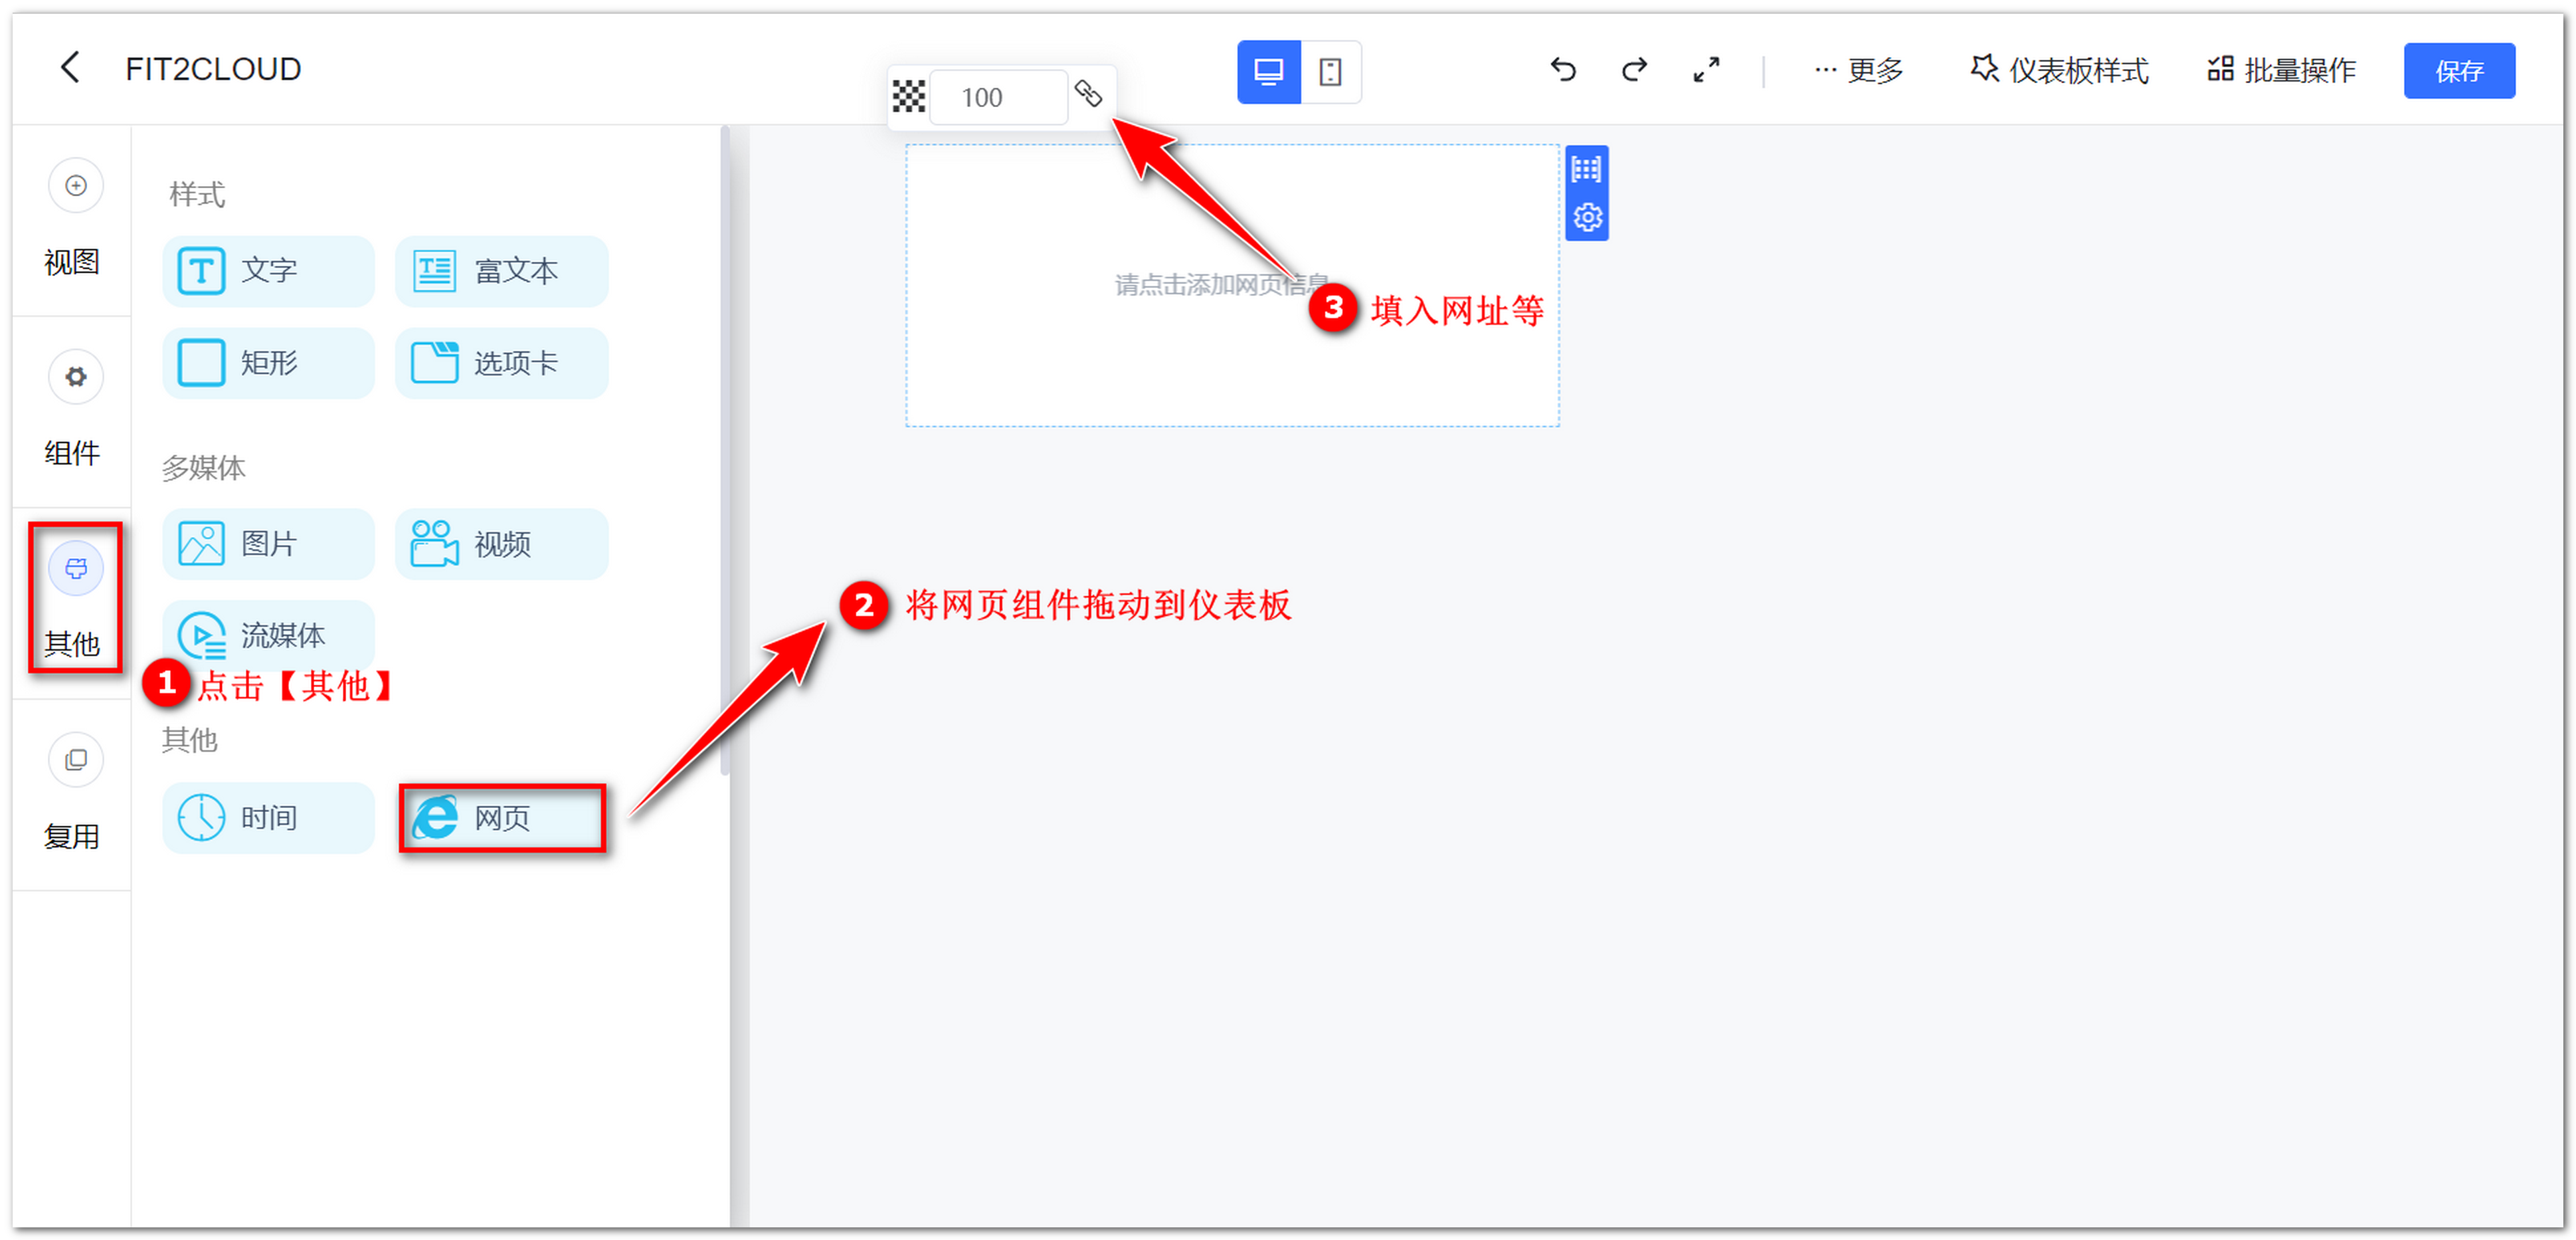 FIT2CLOUD
100
更多
仪表板样式
批量操作
保存
视图
组件
其他
复用
样式
文字
富文本
矩形
选项卡
多媒体
图片
视频
流媒体
1 点击【其他】
其他
时间
网页
2 将网页组件拖动到仪表板
请点击添加网页信息
3 填入网址等